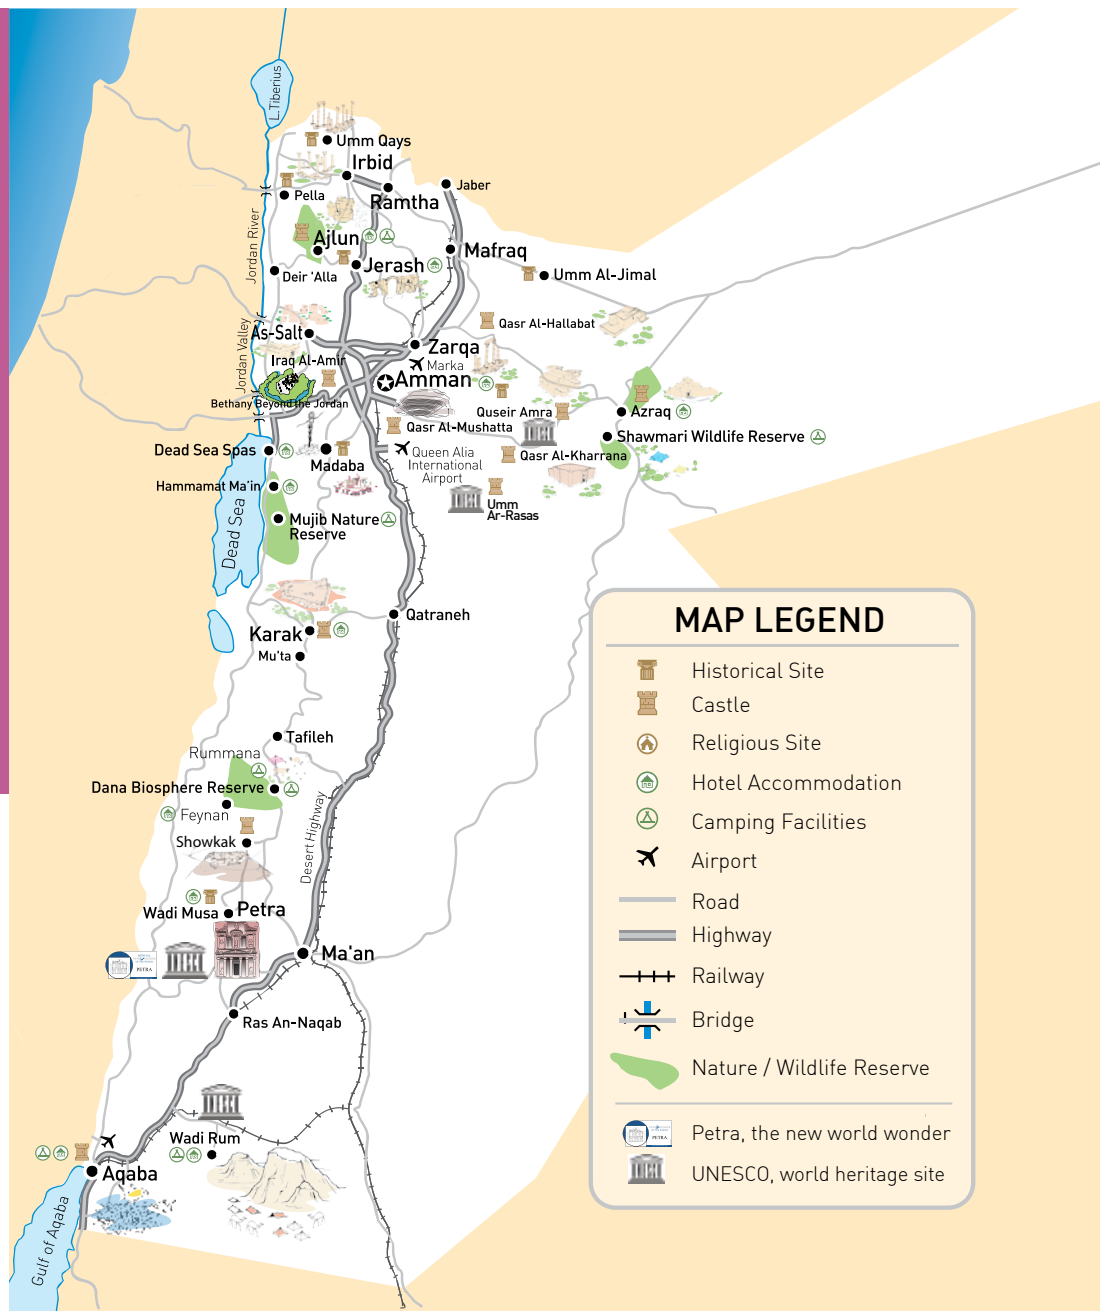 L.Tiberius
Umm Qays
Irbid
Jaber
Pella
Ramtha
Jordan River
Ajlun
Mafraq
Jerash
Deir 'Alla
Umm Al-Jimal
Qasr Al-Hallabat
As-Salt
Zarqa
Jordan Valley
Iraq Al-Amir
Marka
Amman
Bethany Beyond the Jordan
Quseir Amra
Azraq
Qasr Al-Mushatta
Shawmari Wildlife Reserve
Dead Sea Spas
Queen Alia
International
Airport
Qasr Al-Kharrana
Madaba
Hammamat Ma'in
Umm
Ar-Rasas
Mujib Nature
Reserve
Dead Sea
Qatraneh
Karak
Mu'ta
Tafileh
Rummana
Dana Biosphere Reserve
Feynan
Desert Highway
Showkak
Wadi Musa
Petra
PETRA
Ma'an
Ras An-Naqab
Wadi Rum
Aqaba
Gulf of Aqaba
MAP LEGEND
Historical Site
Castle
Religious Site
Hotel Accommodation
Camping Facilities
Airport
Road
Highway
Railway
Bridge
Nature / Wildlife Reserve
PETRA
Petra, the new world wonder
UNESCO, world heritage site